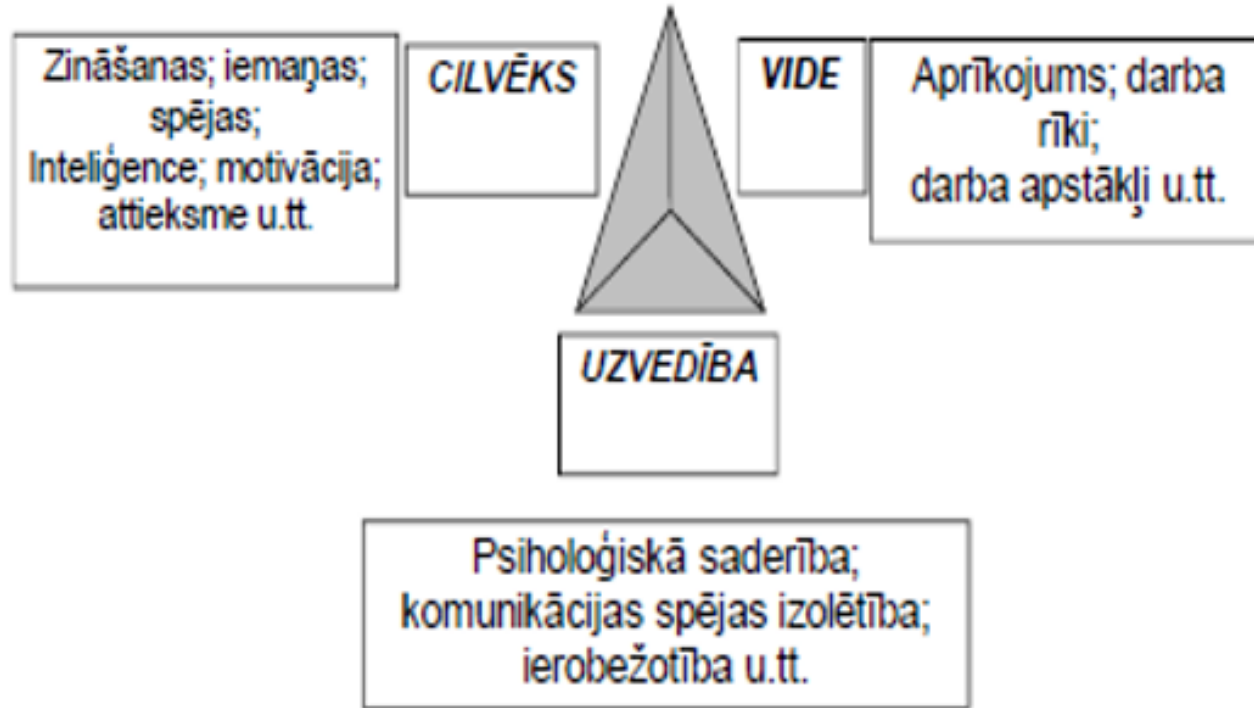 Zināšanas; iemaņas;
spējas;
Inteliģence; motivācija;
attieksme u.tt.
CILVĒKS
VIDE
Aprīkojums; darba
rīki;
darba apstākļi u.tt.
UZVEDĪBA
Psiholoģiskā saderība;
komunikācijas spējas izolētība;
ierobežotība u.tt.